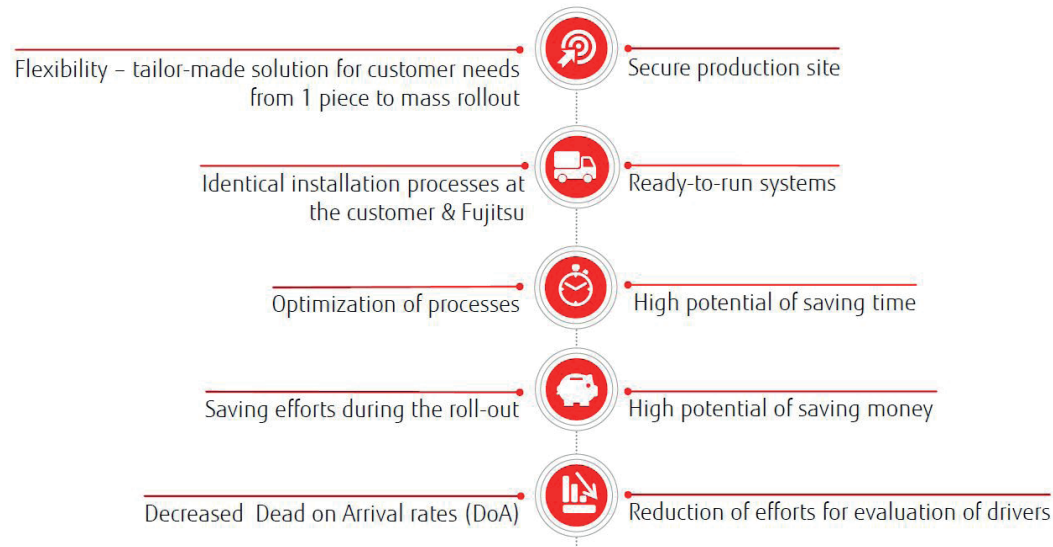 Flexibility – tailor-made solution for customer needs
from 1 piece to mass rollout
Secure production site
Identical installation processes at
the customer & Fujitsu
Ready-to-run systems
Optimization of processes
High potential of saving time
Saving efforts during the roll-out
High potential of saving money
Decreased  Dead on Arrival rates (DoA)
Reduction of efforts for evaluation of drivers